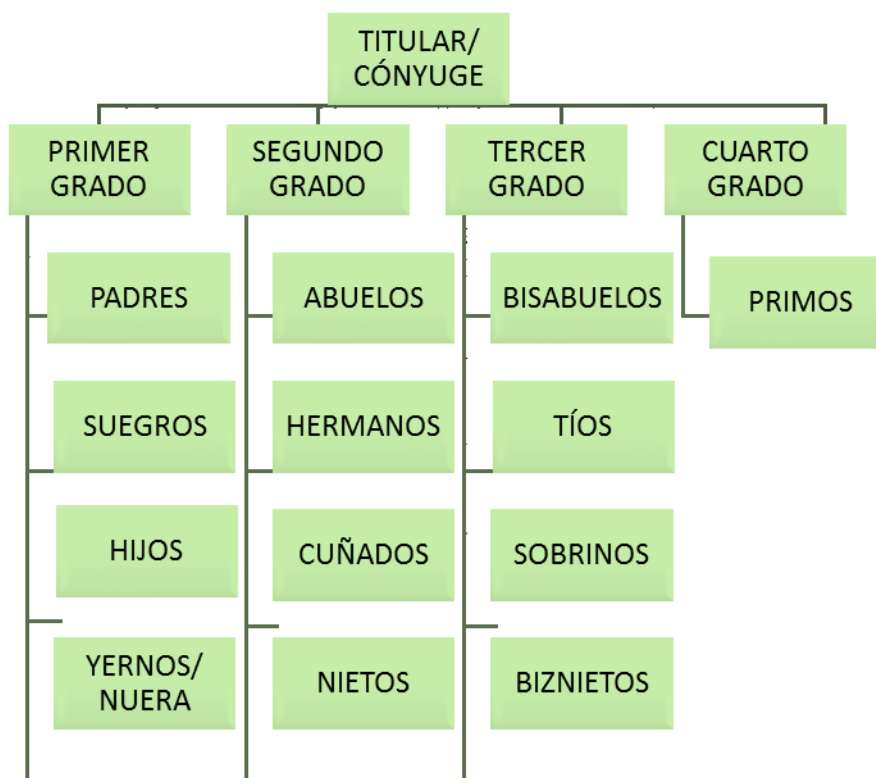 TITULAR/
CÓNYUGE
PRIMER
GRADO
SEGUNDO
GRADO
TERCER
GRADO
CUARTO
GRADO
PADRES
ABUELOS
BISABUELOS
PRIMOS
SUEGROS
HERMANOS
TÍOS
HIJOS
CUÑADOS
SOBRINOS
YERNOS/
NUERA
NIETOS
BIZNIETOS